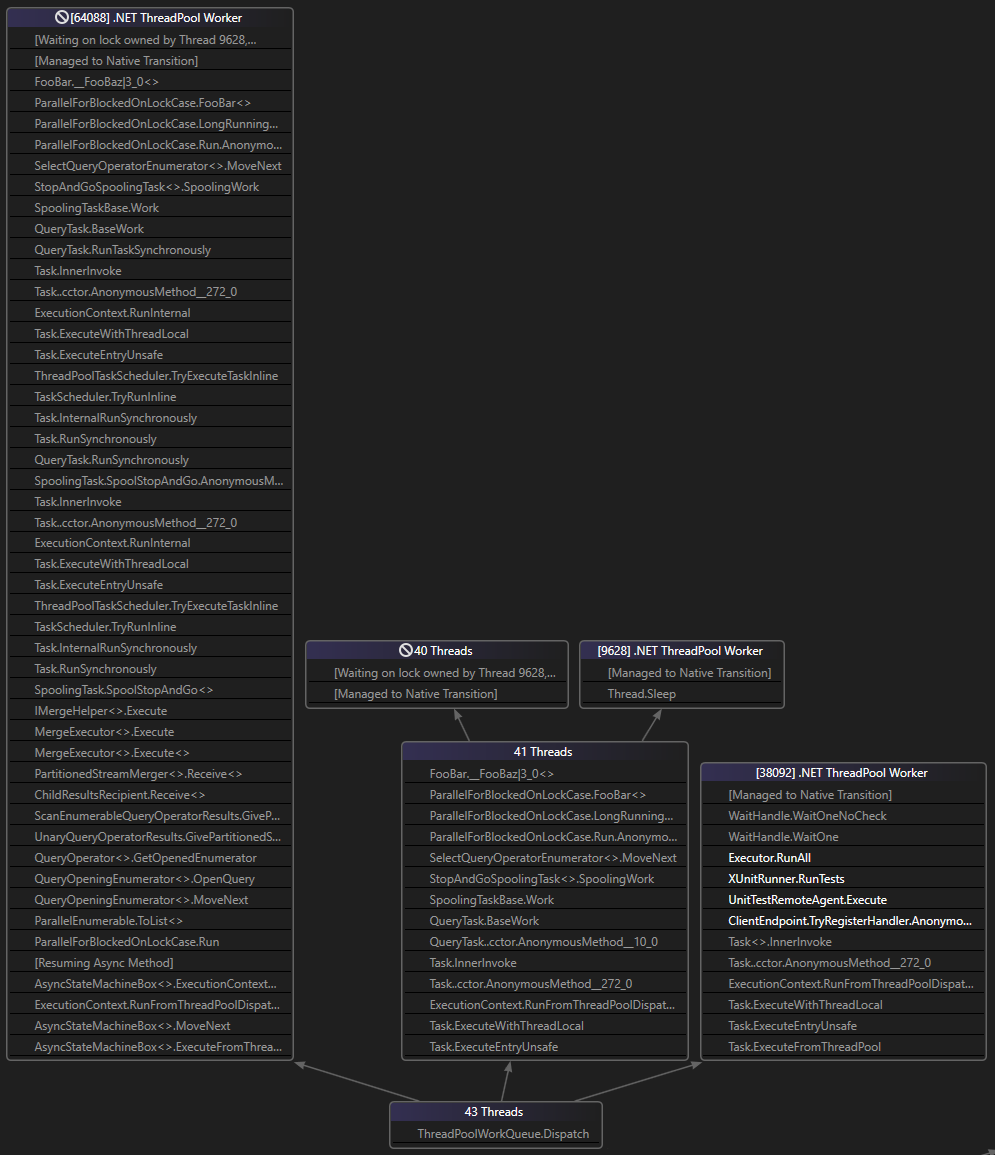 [64088] .NET ThreadPool Worker
[Waiting on lock owned by Thread 9628,...
[Managed to Native Transition]
FooBar.__FooBaz|3_0<>
ParallelForBlockedOnLockCase.FooBar<>
ParallelForBlockedOnLockCase.LongRunning...
ParallelForBlockedOnLockCase.Run.Anonymo...
SelectQueryOperatorEnumerator<>.MoveNext
StopAndGoSpoolingTask<>.SpoolingWork
SpoolingTaskBase.Work
QueryTask.BaseWork
QueryTask.RunTaskSynchronously
Task.InnerInvoke
Task..cctor.AnonymousMethod__272_0
ExecutionContext.RunInternal
Task.ExecuteWithThreadLocal
Task.ExecuteEntryUnsafe
ThreadPoolTaskScheduler.TryExecuteTaskInline
TaskScheduler.TryRunInline
Task.InternalRunSynchronously
Task.RunSynchronously
QueryTask.RunSynchronously
SpoolingTask.SpoolStopAndGo.AnonymousM...
Task.InnerInvoke
Task..cctor.AnonymousMethod__272_0
ExecutionContext.RunInternal
Task.ExecuteWithThreadLocal
Task.ExecuteEntryUnsafe
ThreadPoolTaskScheduler.TryExecuteTaskInline
TaskScheduler.TryRunInline
Task.InternalRunSynchronously
Task.RunSynchronously
SpoolingTask.SpoolStopAndGo<>
IMergeHelper<>.Execute
MergeExecutor<>.Execute
MergeExecutor<>.Execute<>
PartitionedStreamMerger<>.Receive<>
ChildResultsRecipient.Receive<>
ScanEnumerableQueryOperatorResults.GiveP...
UnaryQueryOperatorResults.GivePartitionedS...
QueryOperator<>.GetOpenedEnumerator
QueryOpeningEnumerator<>.OpenQuery
QueryOpeningEnumerator<>.MoveNext
ParallelEnumerable.ToList<>
ParallelForBlockedOnLockCase.Run
[Resuming Async Method]
AsyncStateMachineBox<>.ExecutionContext...
ExecutionContext.RunFromThreadPoolDispat...
AsyncStateMachineBox<>.MoveNext
AsyncStateMachineBox<>.ExecuteFromThrea...
40 Threads
[Waiting on lock owned by Thread 9628,...
[Managed to Native Transition]
[9628] .NET ThreadPool Worker
[Managed to Native Transition]
Thread.Sleep
41 Threads
FooBar.__FooBaz|3_0<>
ParallelForBlockedOnLockCase.FooBar<>
ParallelForBlockedOnLockCase.LongRunning...
ParallelForBlockedOnLockCase.Run.Anonymo...
SelectQueryOperatorEnumerator<>.MoveNext
StopAndGoSpoolingTask<>.SpoolingWork
SpoolingTaskBase.Work
QueryTask.BaseWork
QueryTask..cctor.AnonymousMethod__10_0
Task.InnerInvoke
Task..cctor.AnonymousMethod__272_0
ExecutionContext.RunFromThreadPoolDispat...
Task.ExecuteWithThreadLocal
Task.ExecuteEntryUnsafe
[38092] .NET ThreadPool Worker
[Managed to Native Transition]
WaitHandle.WaitOneNoCheck
WaitHandle.WaitOne
Executor.RunAll
XUnitRunner.RunTests
UnitTestRemoteAgent.Execute
ClientEndpoint.TryRegisterHandler.Anonymo...
Task<>.InnerInvoke
Task..cctor.AnonymousMethod__272_0
ExecutionContext.RunFromThreadPoolDispat...
Task.ExecuteWithThreadLocal
Task.ExecuteEntryUnsafe
Task.ExecuteFromThreadPool
43 Threads
ThreadPoolWorkQueue.Dispatch